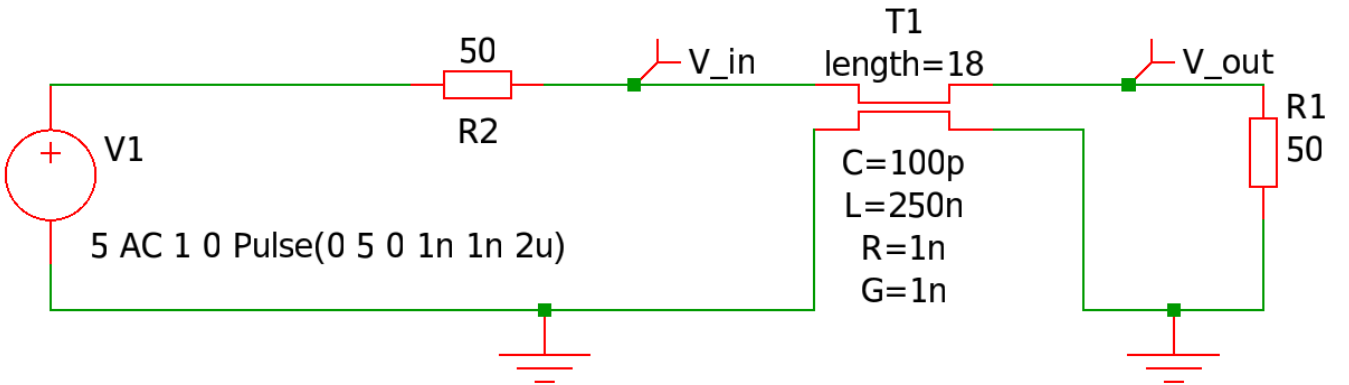 T1
length=18
50
V_in
V_out
R2
R1
50
V1
C=100p
L=250n
R=1n
G=1n
5 AC 1 0 Pulse(0 5 0 1n 1n 2u)